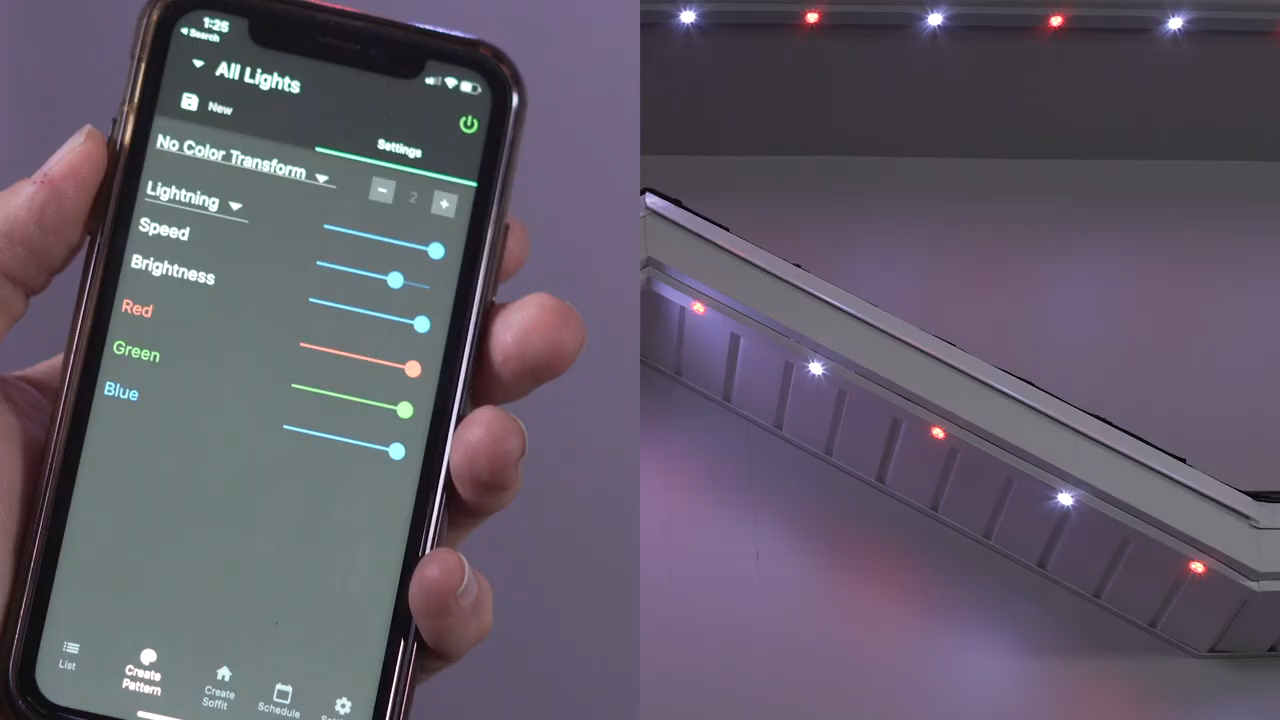 1:25
Search
All Lights
New
Settings
No Color Transform
2
Lightning
Speed
Brightness
Red
Green
Blue
List
Create Pattern
Create Soffit
Schedule